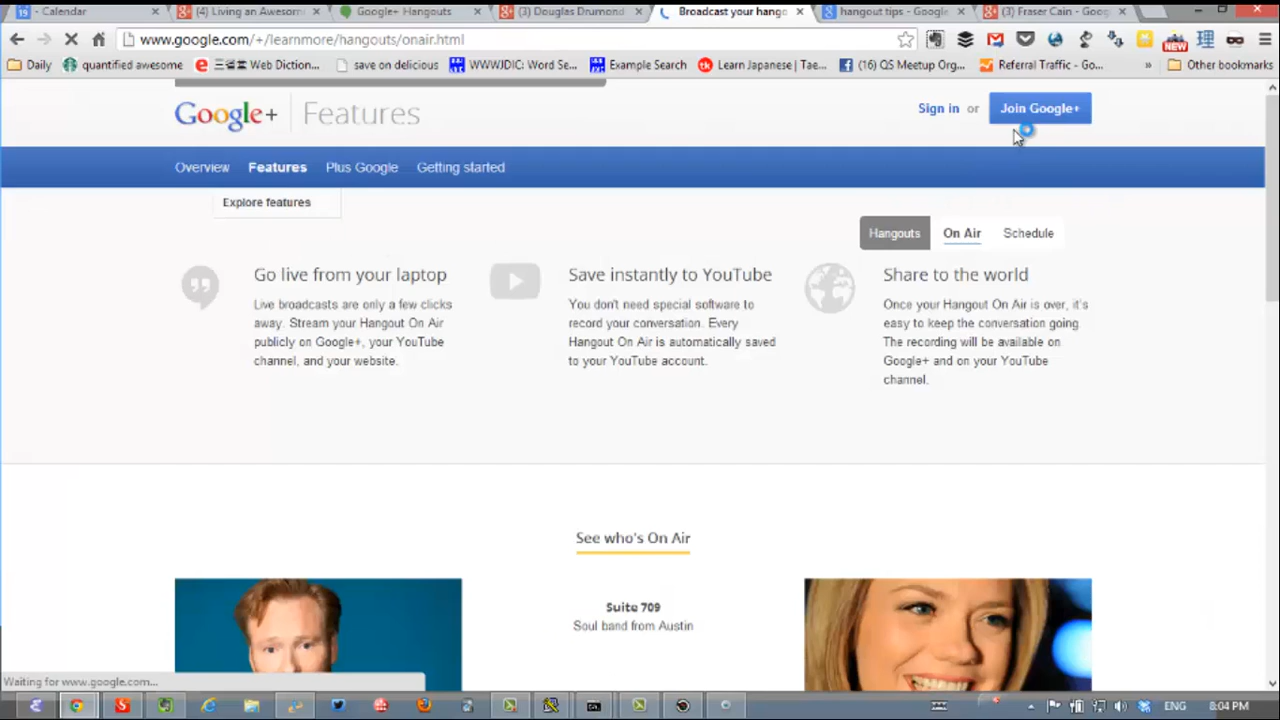 - Calendar
(4) Living an Awesom
Google+ Hangouts
(3) Douglas Drumond
Broadcast your hango
hangout tips - Google
(3) Fraser Cain - Goog
www.google.com/+/learnmore/hangouts/onair.html
NEW
理
Daily
quantified awesome
三省堂 Web Diction...
save on delicious
WWWJDIC: Word Se...
Example Search
Learn Japanese | Tae...
(16) QS Meetup Org...
Referral Traffic - Go...
»
Other bookmarks
Google+
Features
Sign in or
Join Google+
Overview
Features
Plus Google
Getting started
Explore features
Hangouts
On Air
Schedule
Go live from your laptop
Live broadcasts are only a few clicks
away. Stream your Hangout On Air
publicly on Google+, your YouTube
channel, and your website.
Save instantly to YouTube
You don't need special software to
record your conversation. Every
Hangout On Air is automatically saved
to your YouTube account.
Share to the world
Once your Hangout On Air is over, it's
easy to keep the conversation going
The recording will be available on
Google+ and on your YouTube
channel.
See who's On Air
Suite 709
Soul band from Austin
Waiting for www.google.com...
ENG
8:04 PM